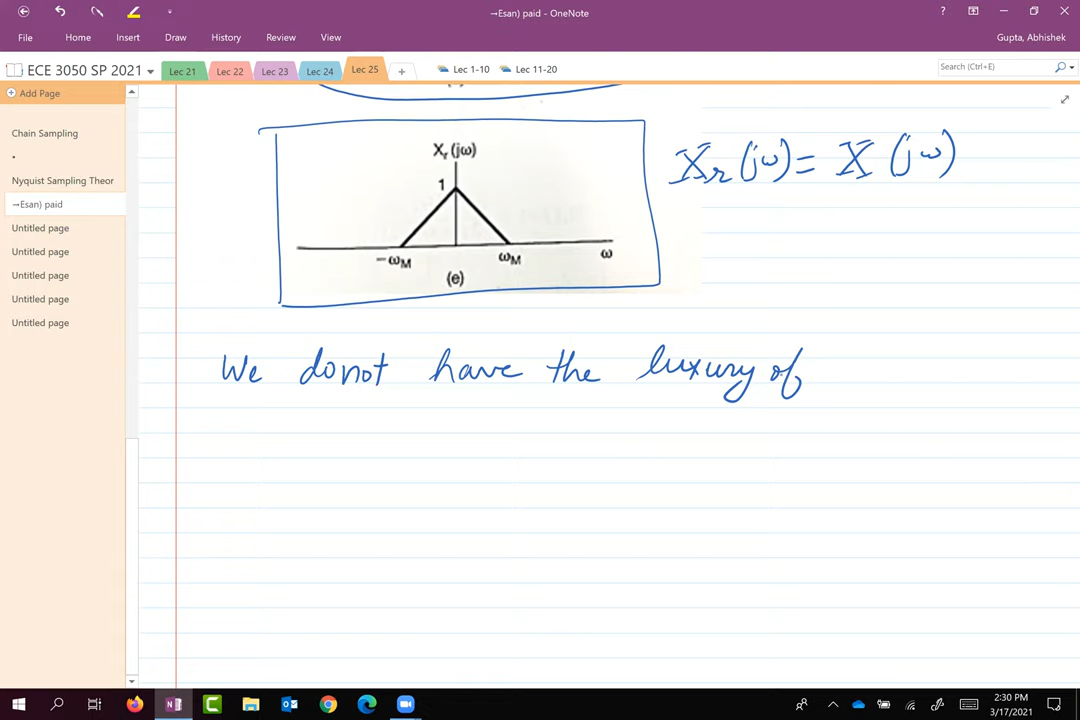 →Esan) paid - OneNote
File Home Insert Draw History Review View
Gupta, Abhishek
ECE 3050 SP 2021
Lec 21 Lec 22 Lec 23 Lec 24 Lec 25 Lec 1-10 Lec 11-20
Search (Ctrl+E)
Add Page
Chain Sampling
Nyquist Sampling Theor
→Esan) paid
Untitled page
Untitled page
Untitled page
Untitled page
Untitled page
Xr (jω)
1
-ωM ωM ω
(e)
Xr (jω) = X (jω)
We do not have the luxury of
2:30 PM
3/17/2021